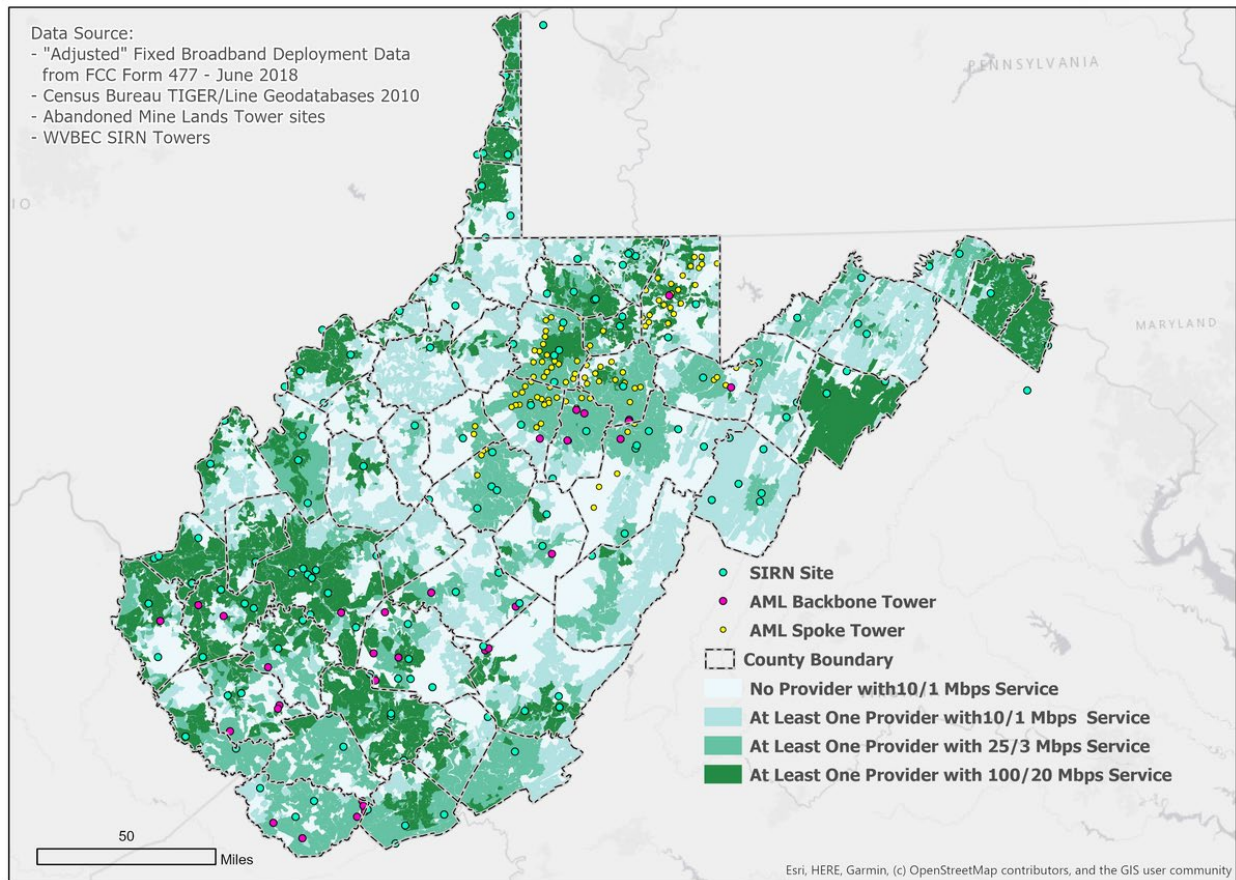 Data Source:
- "Adjusted" Fixed Broadband Deployment Data
from FCC Form 477 - June 2018
- Census Bureau TIGER/Line Geodatabases 2010
- Abandoned Mine Lands Tower sites
- WVBEC SIRN Towers
PENNSYLVANIA
IO
MARYLAND
SIRN Site
AML Backbone Tower
AML Spoke Tower
County Boundary
No Provider with10/1 Mbps Service
At Least One Provider with10/1 Mbps Service
At Least One Provider with 25/3 Mbps Service
At Least One Provider with 100/20 Mbps Service
50
Miles
Esri, HERE, Garmin, (c) OpenStreetMap contributors, and the GIS user community